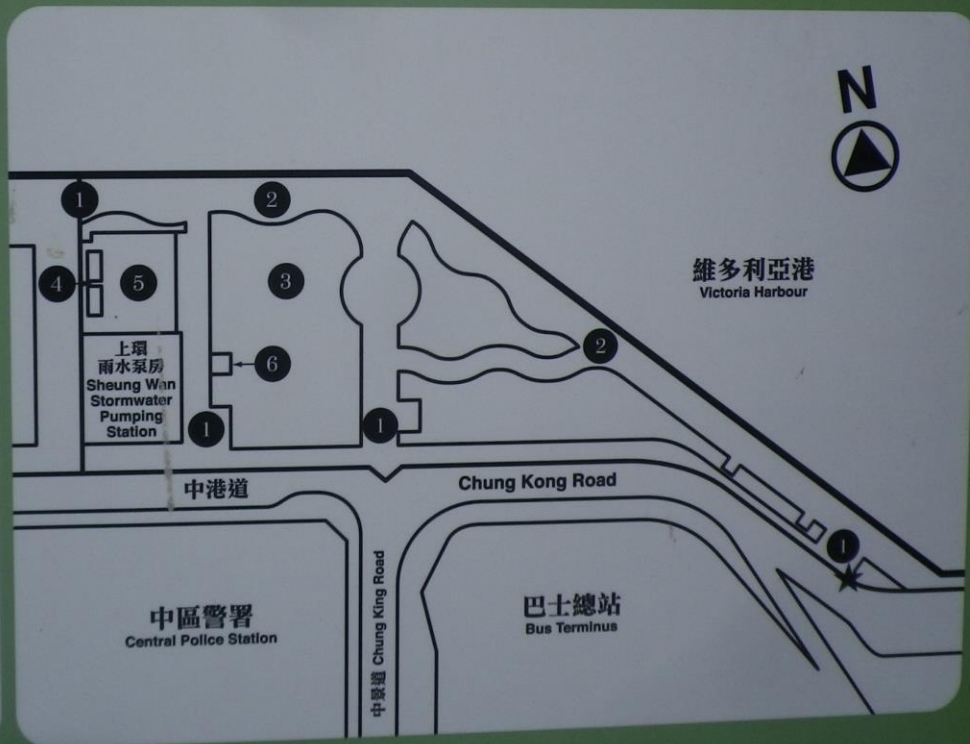 N
維多利亞港
Victoria Harbour
1
2
4
5
3
上環
雨水泵房
Sheung Wan
Stormwater
Pumping
Station
6
2
1
1
中港道
Chung Kong Road
1
中區警署
Central Police Station
中景道 Chung King Road
巴士總站
Bus Terminus